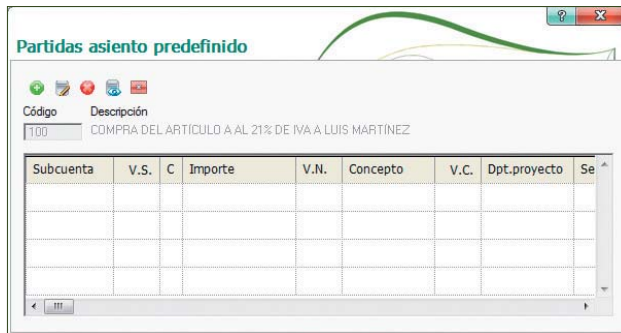 Partidas asiento predefinido
Código Descripción
100 COMPRA DEL ARTÍCULO A AL 21% DE IVA A LUIS MARTÍNEZ
Subcuenta V.S. C Importe V.N. Concepto V.C. Dpt.proyecto Se